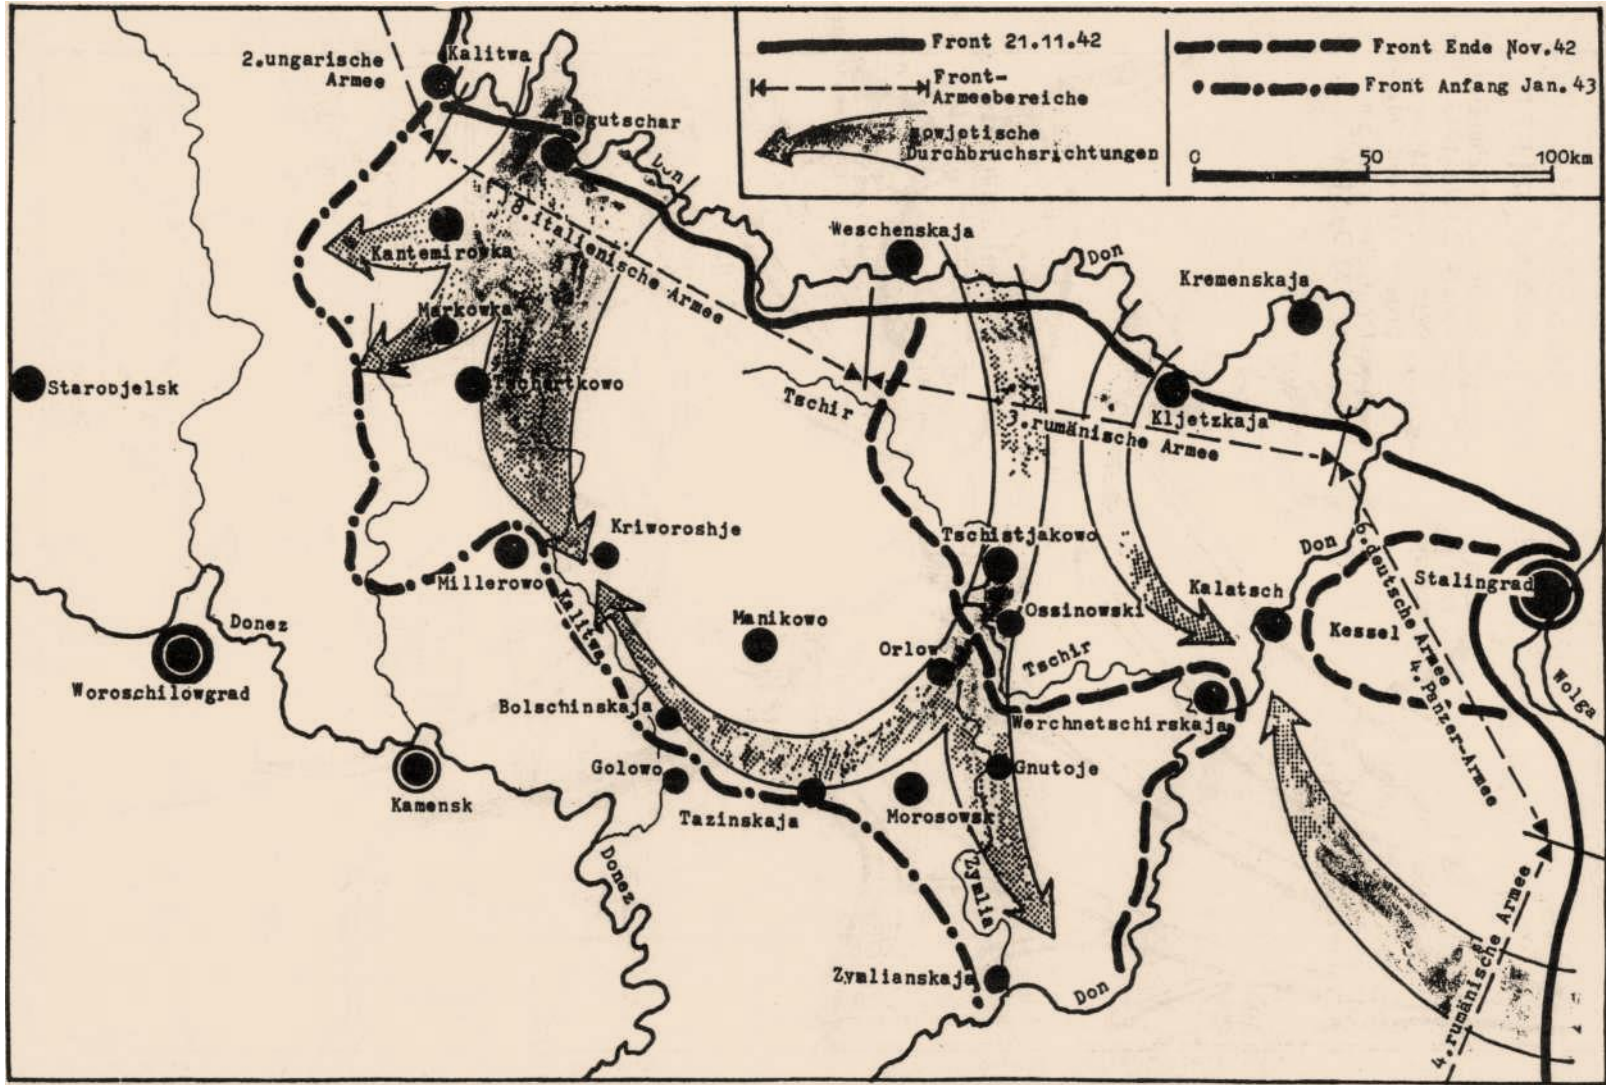 2.ungarische
Armee
Kalitwa
Bogutschar
Don
Front 21.11.42
Front-
Armeebereiche
sowjetische
Durchbruchsrichtungen
Front Ende Nov.42
Front Anfang Jan.43
0 50 100km
Kantemirowka
8.italienische Armee
Weschenskaja
Don
Kremenskaja
Markowka
Starobjelsk
Tschertkowo
Tschir
3.rumänische Armee
Kljetzkaja
Kriworoshje
Tschistjakowo
Don
6.deutsche Armee
4.Panzer-Armee
Stalingrad
Millerowo
Kalitwa
Kalatsch
Kessel
Donez
Manikowo
Ossinowski
Orlow
Tschir
Woroschilowgrad
Bolschinskaja
Werchnetschirskaja
Wolga
Golowo
Gnutoje
Kamensk
Tazinskaja
Morosowsk
Donez
Zymlia
4.rumänische Armee
Zymlianskaja
Don